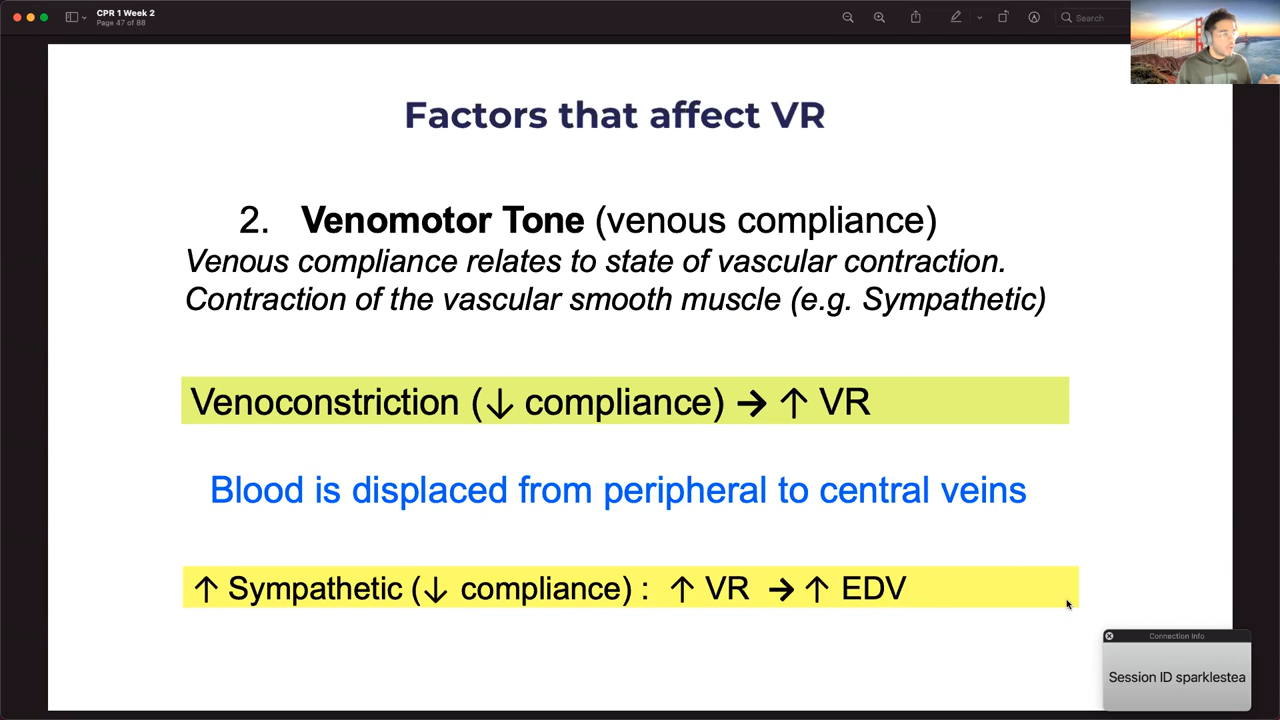 CPR 1 Week 2
Page 47 of 88
Search
Factors that affect VR
2. Venomotor Tone (venous compliance)
Venous compliance relates to state of vascular contraction.
Contraction of the vascular smooth muscle (e.g. Sympathetic)
Venoconstriction (↓ compliance) → ↑ VR
Blood is displaced from peripheral to central veins
↑ Sympathetic (↓ compliance) : ↑ VR → ↑ EDV
Connection Info
Session ID sparklestea